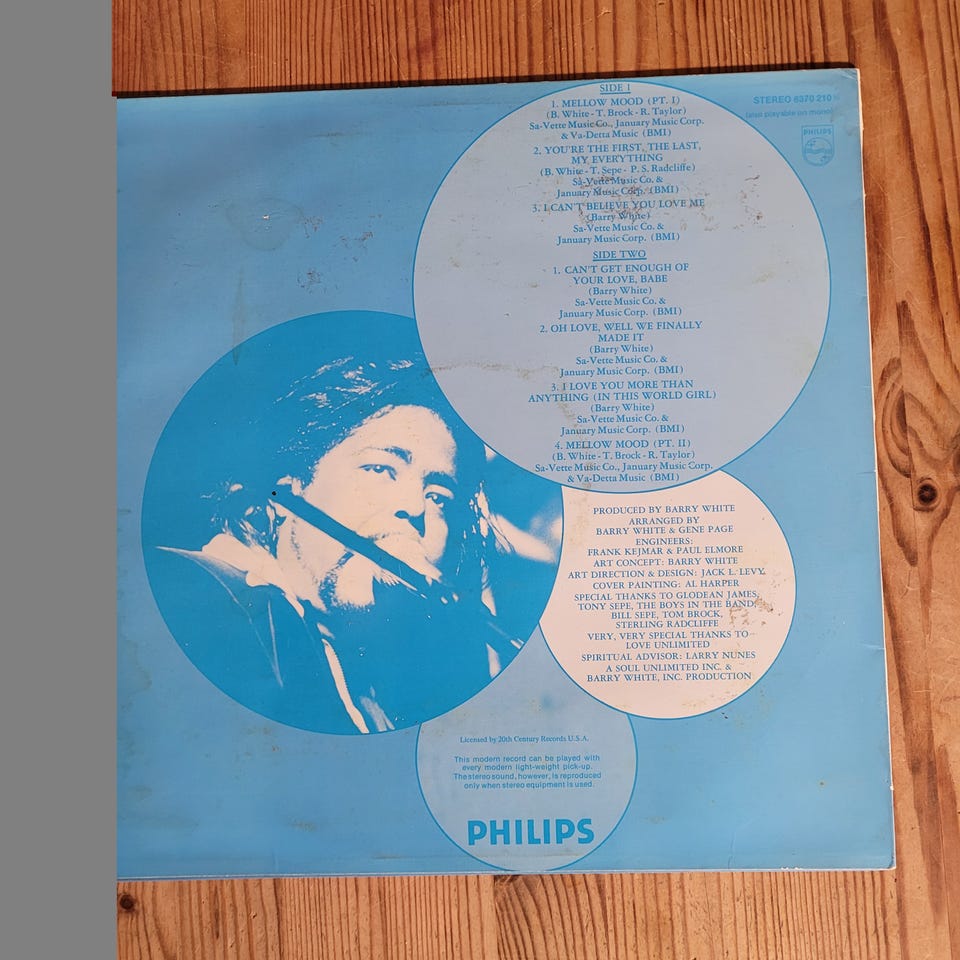 SIDE 1
1. MELLOW MOOD (PT. I)
(B. White - T. Brock - R. Taylor)
Sa-Vette Music Co., January Music Corp.
& Va-Detta Music (BMI)
2. YOU'RE THE FIRST, THE LAST,
MY EVERYTHING
(B. White - T. Sepe - P. S. Radcliffe)
Sa-Vette Music Co. &
January Music Corp. (BMI)
3. I CAN'T BELIEVE YOU LOVE ME
(Barry White)
Sa-Vette Music Co. &
January Music Corp. (BMI)
SIDE TWO
1. CAN'T GET ENOUGH OF
YOUR LOVE, BABE
(Barry White)
Sa-Vette Music Co. &
January Music Corp. (BMI)
2. OH LOVE, WELL WE FINALLY
MADE IT
(Barry White)
Sa-Vette Music Co. &
January Music Corp. (BMI)
3. I LOVE YOU MORE THAN
ANYTHING (IN THIS WORLD GIRL)
(Barry White)
Sa-Vette Music Co. &
January Music Corp. (BMI)
4. MELLOW MOOD (PT. II)
(B. White - T. Brock - R. Taylor)
Sa-Vette Music Co., January Music Corp.
& Va-Detta Music (BMI)
STEREO 6370 210
(also playable on mono)
PHILIPS
PRODUCED BY BARRY WHITE
ARRANGED BY
BARRY WHITE & GENE PAGE
ENGINEERS:
FRANK KEJMAR & PAUL ELMORE
ART CONCEPT: BARRY WHITE
ART DIRECTION & DESIGN: JACK L. LEVY
COVER PAINTING: AL HARPER
SPECIAL THANKS TO GLODEAN JAMES,
TONY SEPE, THE BOYS IN THE BAND,
BILL SEPE, TOM BROCK,
STERLING RADCLIFFE
VERY, VERY SPECIAL THANKS TO
LOVE UNLIMITED
SPIRITUAL ADVISOR: LARRY NUNES
A SOUL UNLIMITED INC. &
BARRY WHITE, INC. PRODUCTION
Licensed by 20th Century Records U.S.A.
This modern record can be played with
every modern light-weight pick-up.
The stereo sound, however, is reproduced
only when stereo equipment is used.
PHILIPS